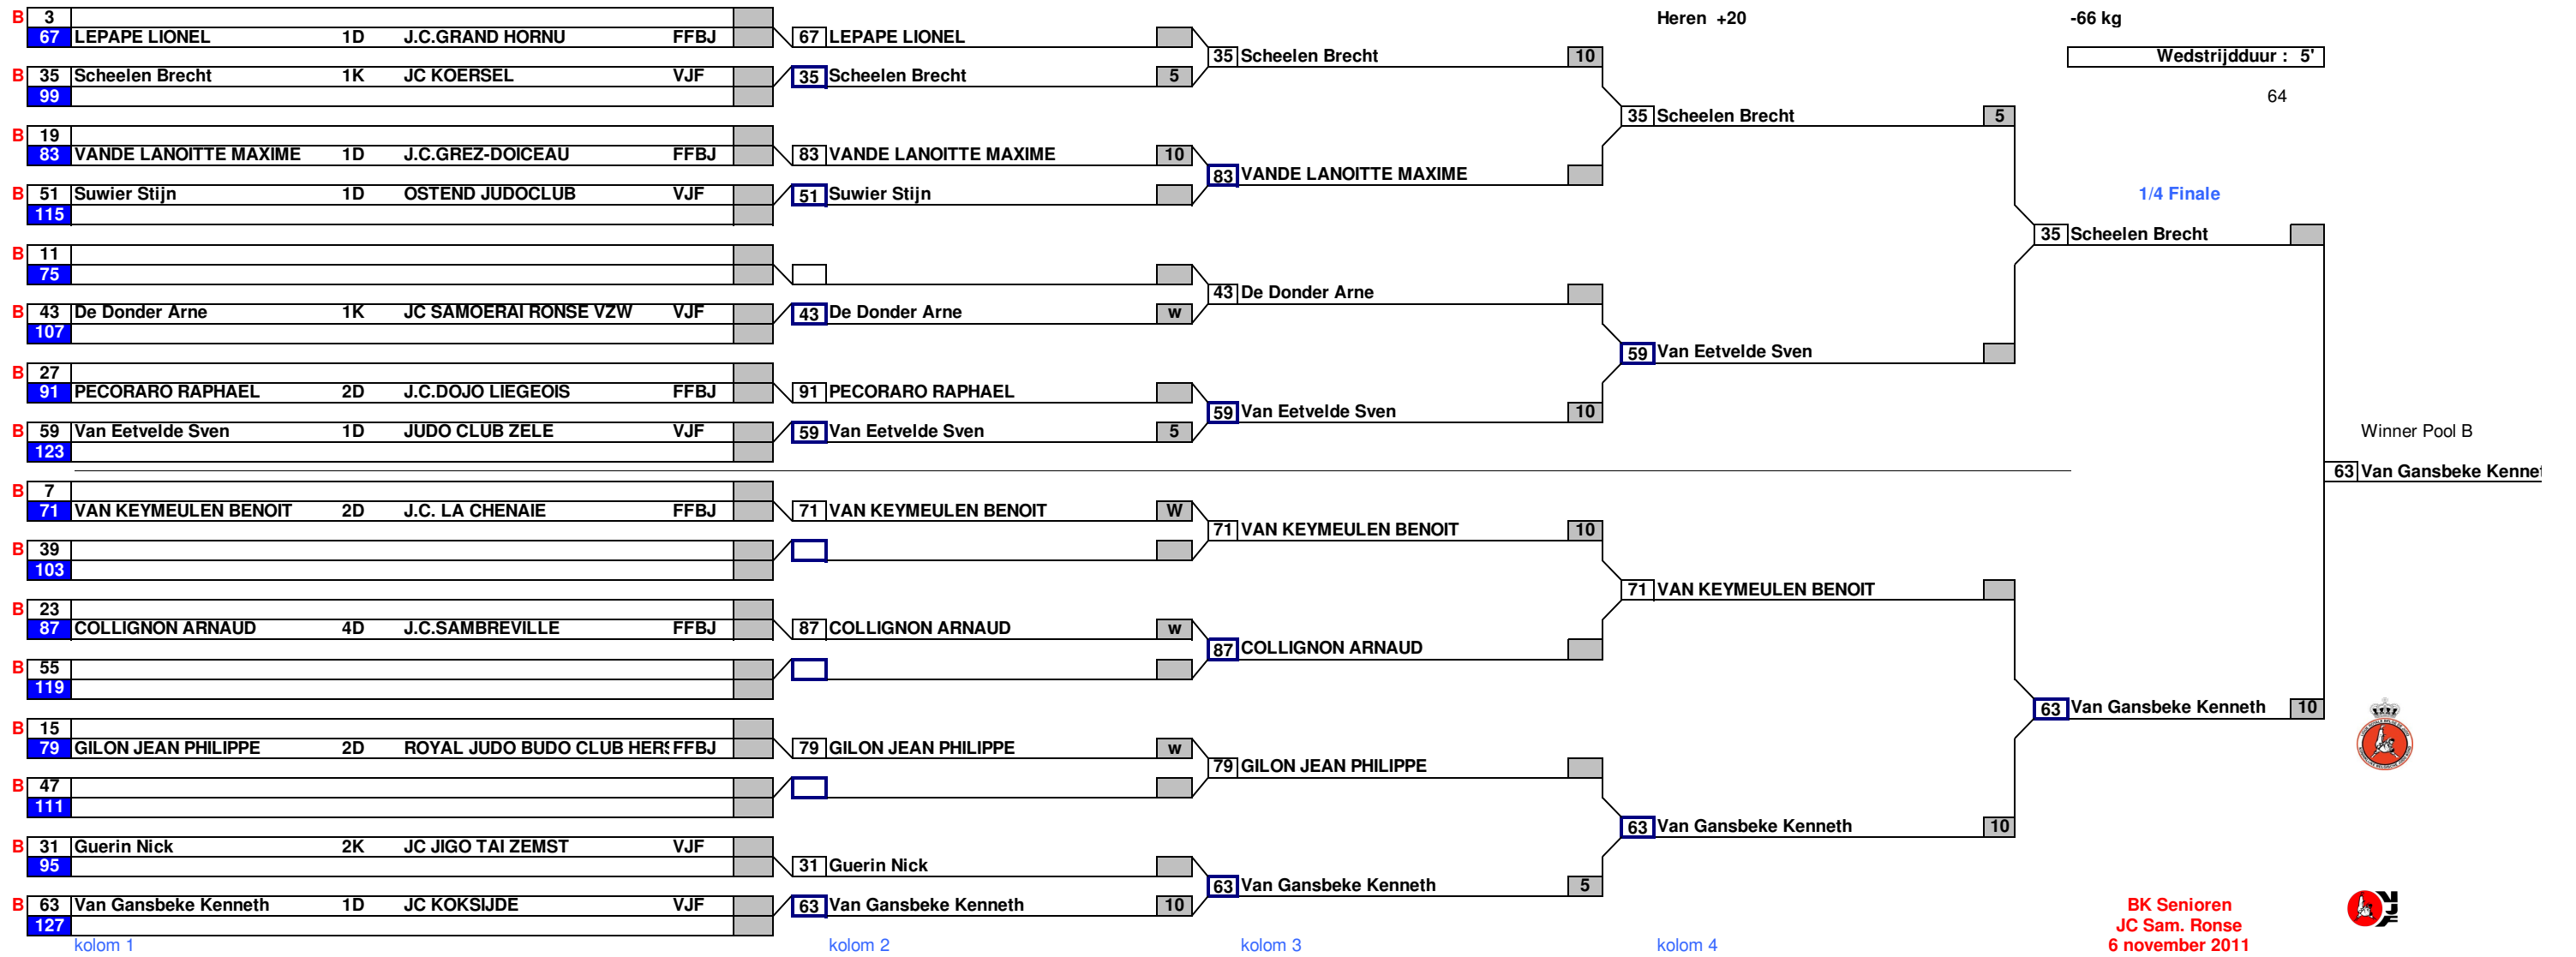 B 3 Heren +20 -66 kg
67 LEPAPE LIONEL 1D J.C.GRAND HORNU FFBJ 67 LEPAPE LIONEL
35 Scheelen Brecht 10 Wedstrijdduur : 5'
B 35 Scheelen Brecht 1K JC KOERSEL VJF 35 Scheelen Brecht 5
99 64
35 Scheelen Brecht 5
B 19
83 VANDE LANOITTE MAXIME 1D J.C.GREZ-DOICEAU FFBJ 83 VANDE LANOITTE MAXIME 10
83 VANDE LANOITTE MAXIME
B 51 Suwier Stijn 1D OSTEND JUDOCLUB VJF 51 Suwier Stijn 1/4 Finale
115
35 Scheelen Brecht
B 11
75
43 De Donder Arne
B 43 De Donder Arne 1K JC SAMOERAI RONSE VZW VJF 43 De Donder Arne w
107
59 Van Eetvelde Sven
B 27
91 PECORARO RAPHAEL 2D J.C.DOJO LIEGEOIS FFBJ 91 PECORARO RAPHAEL
59 Van Eetvelde Sven 10
B 59 Van Eetvelde Sven 1D JUDO CLUB ZELE VJF 59 Van Eetvelde Sven 5 Winner Pool B
123
63 Van Gansbeke Kennet
B 7
71 VAN KEYMEULEN BENOIT 2D J.C. LA CHENAIE FFBJ 71 VAN KEYMEULEN BENOIT W
71 VAN KEYMEULEN BENOIT 10
B 39
103
71 VAN KEYMEULEN BENOIT
B 23
87 COLLIGNON ARNAUD 4D J.C.SAMBREVILLE FFBJ 87 COLLIGNON ARNAUD w
87 COLLIGNON ARNAUD
B 55
119
63 Van Gansbeke Kenneth 10
B 15
79 GILON JEAN PHILIPPE 2D ROYAL JUDO BUDO CLUB HERS FFBJ 79 GILON JEAN PHILIPPE w
79 GILON JEAN PHILIPPE
B 47
111
63 Van Gansbeke Kenneth 10
B 31 Guerin Nick 2K JC JIGO TAI ZEMST VJF
95 31 Guerin Nick
63 Van Gansbeke Kenneth 5
B 63 Van Gansbeke Kenneth 1D JC KOKSIJDE VJF 63 Van Gansbeke Kenneth 10 BK Senioren
127 JC Sam. Ronse
kolom 1 kolom 2 kolom 3 kolom 4 6 november 2011